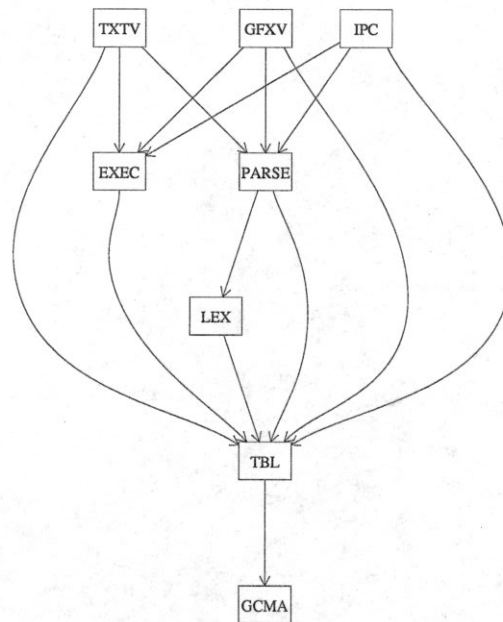 TXTV GFXV IPC
EXEC PARSE
LEX
TBL
GCMA